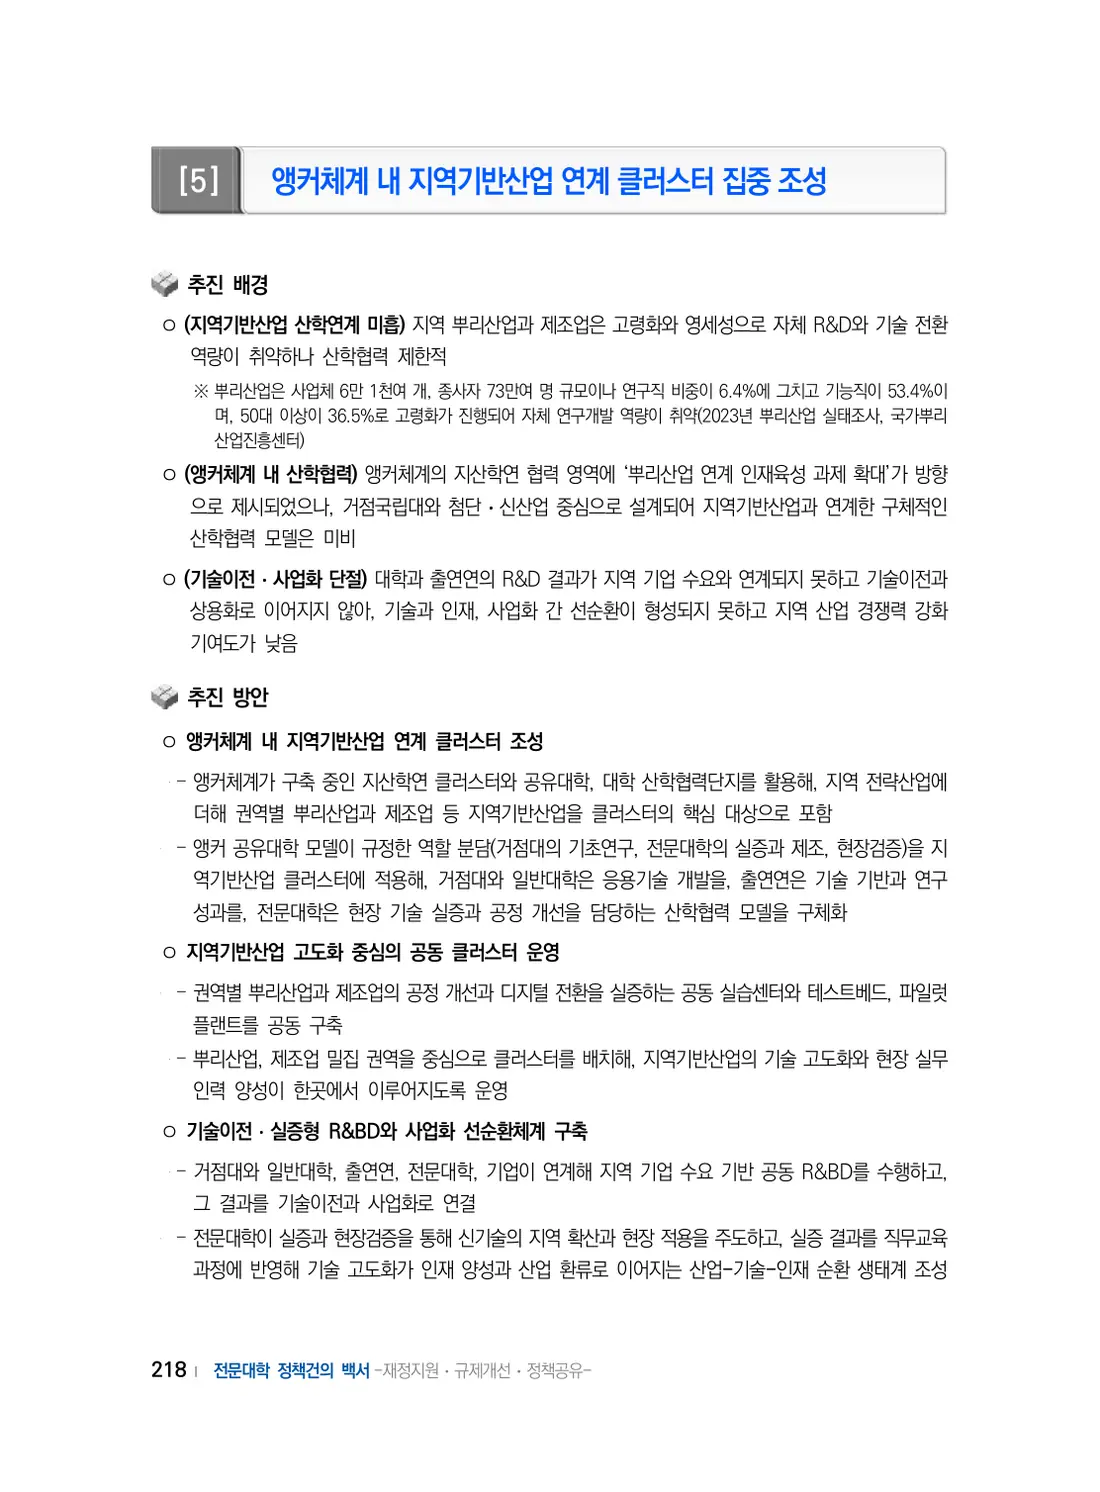 [5] 앵커체계 내 지역기반산업 연계 클러스터 집중 조성
추진 배경
○ (지역기반산업 산학연계 미흡) 지역 뿌리산업과 제조업은 고령화와 영세성으로 자체 R&D와 기술 전환
역량이 취약하나 산학협력 제한적
※ 뿌리산업은 사업체 6만 1천여 개, 종사자 73만여 명 규모이나 연구직 비중이 6.4%에 그치고 기능직이 53.4%이
며, 50대 이상이 36.5%로 고령화가 진행되어 자체 연구개발 역량이 취약(2023년 뿌리산업 실태조사, 국가뿌리
산업진흥센터)
○ (앵커체계 내 산학협력) 앵커체계의 지산학연 협력 영역에 ‘뿌리산업 연계 인재육성 과제 확대’가 방향
으로 제시되었으나, 거점국립대와 첨단·신산업 중심으로 설계되어 지역기반산업과 연계한 구체적인
산학협력 모델은 미비
○ (기술이전·사업화 단절) 대학과 출연연의 R&D 결과가 지역 기업 수요와 연계되지 못하고 기술이전과
상용화로 이어지지 않아, 기술과 인재, 사업화 간 선순환이 형성되지 못하고 지역 산업 경쟁력 강화
기여도가 낮음
추진 방안
○ 앵커체계 내 지역기반산업 연계 클러스터 조성
- 앵커체계가 구축 중인 지산학연 클러스터와 공유대학, 대학 산학협력단지를 활용해, 지역 전략산업에
더해 권역별 뿌리산업과 제조업 등 지역기반산업을 클러스터의 핵심 대상으로 포함
- 앵커 공유대학 모델이 규정한 역할 분담(거점대의 기초연구, 전문대학의 실증과 제조, 현장검증)을 지
역기반산업 클러스터에 적용해, 거점대와 일반대학은 응용기술 개발을, 출연연은 기술 기반과 연구
성과를, 전문대학은 현장 기술 실증과 공정 개선을 담당하는 산학협력 모델을 구체화
○ 지역기반산업 고도화 중심의 공동 클러스터 운영
- 권역별 뿌리산업과 제조업의 공정 개선과 디지털 전환을 실증하는 공동 실습센터와 테스트베드, 파일럿
플랜트를 공동 구축
- 뿌리산업, 제조업 밀집 권역을 중심으로 클러스터를 배치해, 지역기반산업의 기술 고도화와 현장 실무
인력 양성이 한곳에서 이루어지도록 운영
○ 기술이전·실증형 R&BD와 사업화 선순환체계 구축
- 거점대와 일반대학, 출연연, 전문대학, 기업이 연계해 지역 기업 수요 기반 공동 R&BD를 수행하고,
그 결과를 기술이전과 사업화로 연결
- 전문대학이 실증과 현장검증을 통해 신기술의 지역 확산과 현장 적용을 주도하고, 실증 결과를 직무교육
과정에 반영해 기술 고도화가 인재 양성과 산업 환류로 이어지는 산업-기술-인재 순환 생태계 조성
218 | 전문대학 정책건의 백서 -재정지원·규제개선·정책공유-